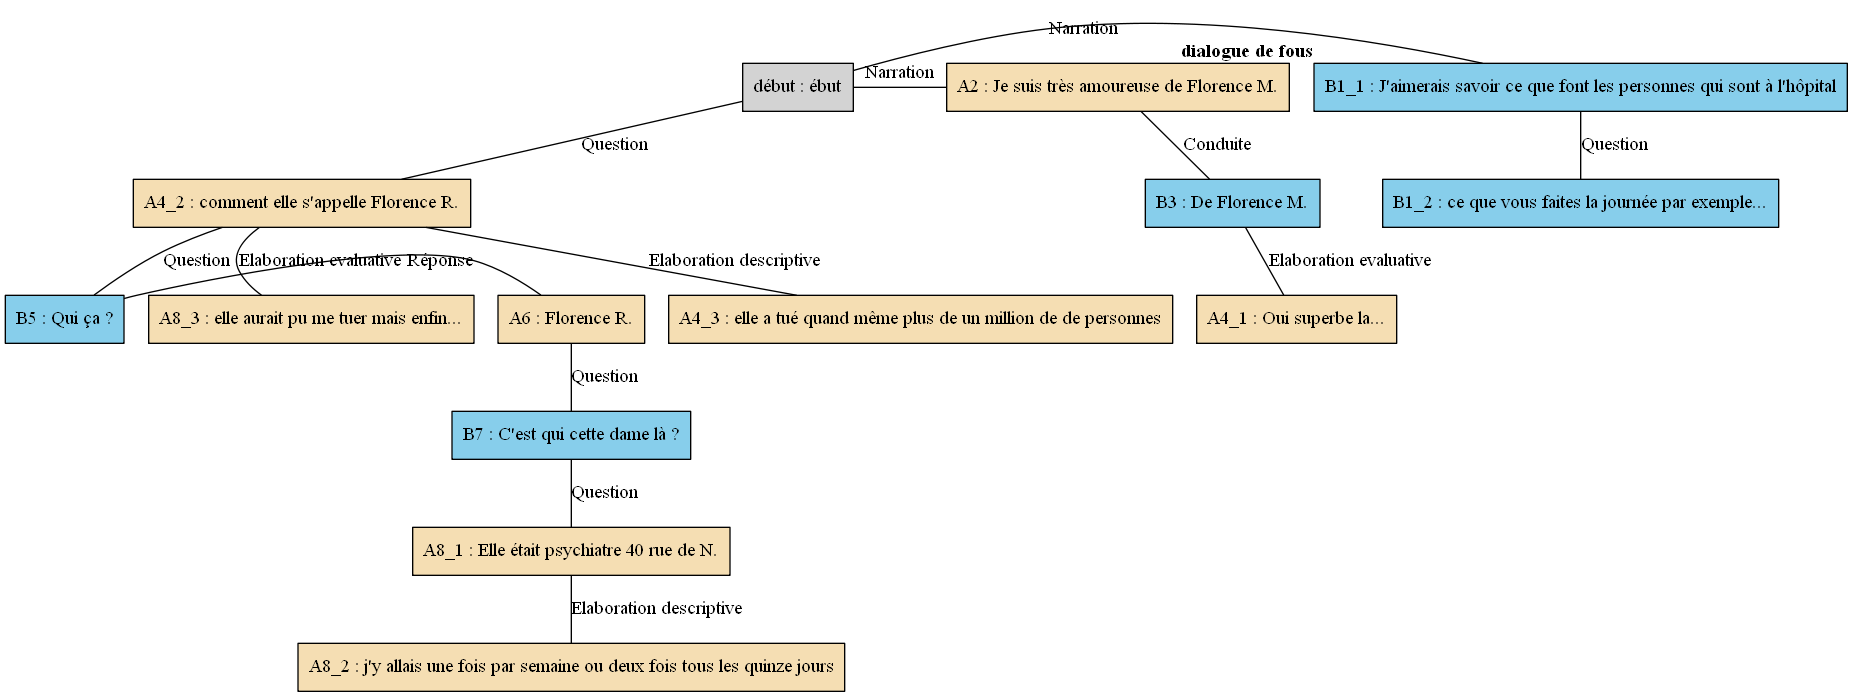 Narration
dialogue de fous
début : ébut
Narration
A2 : Je suis très amoureuse de Florence M.
B1_1 : J'aimerais savoir ce que font les personnes qui sont à l'hôpital
Question
Conduite
Question
A4_2 : comment elle s'appelle Florence R.
B3 : De Florence M.
B1_2 : ce que vous faites la journée par exemple...
Question
Elaboration evaluative
Réponse
Elaboration descriptive
Elaboration evaluative
B5 : Qui ça ?
A8_3 : elle aurait pu me tuer mais enfin...
A6 : Florence R.
A4_3 : elle a tué quand même plus de un million de de personnes
A4_1 : Oui superbe la...
Question
B7 : C'est qui cette dame là ?
Question
A8_1 : Elle était psychiatre 40 rue de N.
Elaboration descriptive
A8_2 : j'y allais une fois par semaine ou deux fois tous les quinze jours